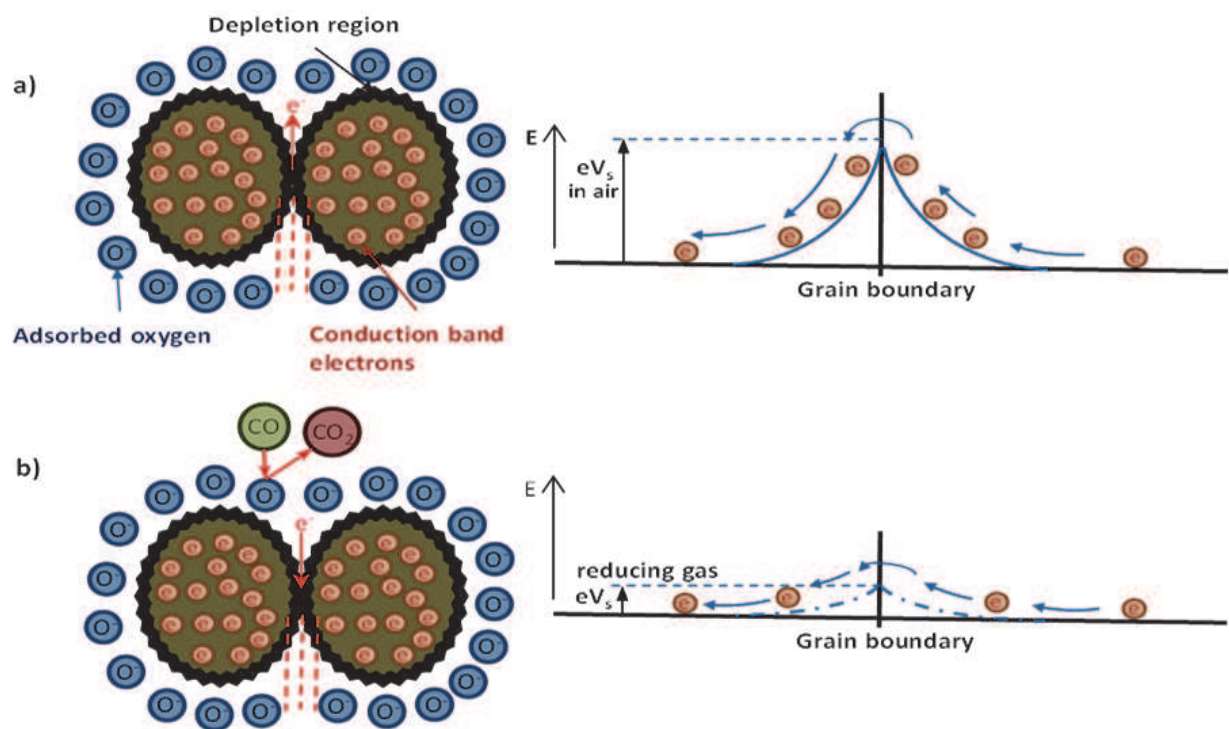 Depletion region
a)
O⁻ O⁻ O⁻ O⁻ O⁻ O⁻ O⁻ O⁻ O⁻ O⁻ O⁻ O⁻ O⁻ O⁻ O⁻ O⁻ O⁻ O⁻ O⁻ O⁻ O⁻ O⁻
e⁻
e e e e e e e e e e e e e e e e e
e e e e e e e e e e e e e e e e e
Adsorbed oxygen
Conduction band
electrons
E
eVs
in air
e e e e e e e e
Grain boundary
CO
CO₂
b)
O⁻ O⁻ O⁻ O⁻ O⁻ O⁻ O⁻ O⁻ O⁻ O⁻ O⁻ O⁻ O⁻ O⁻ O⁻ O⁻ O⁻ O⁻ O⁻ O⁻ O⁻ O⁻
e⁻
e e e e e e e e e e e e e e e e e
e e e e e e e e e e e e e e e e e
E
reducing gas
eVs
e e e e
Grain boundary